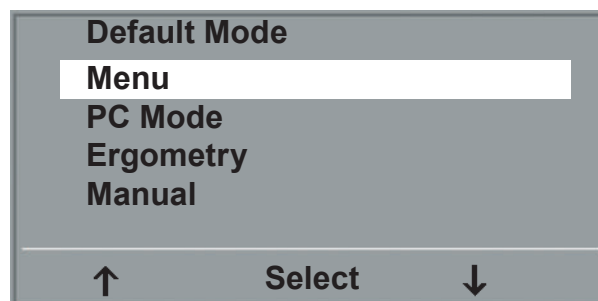 Default Mode
Menu
PC Mode
Ergometry
Manual
↑ Select ↓